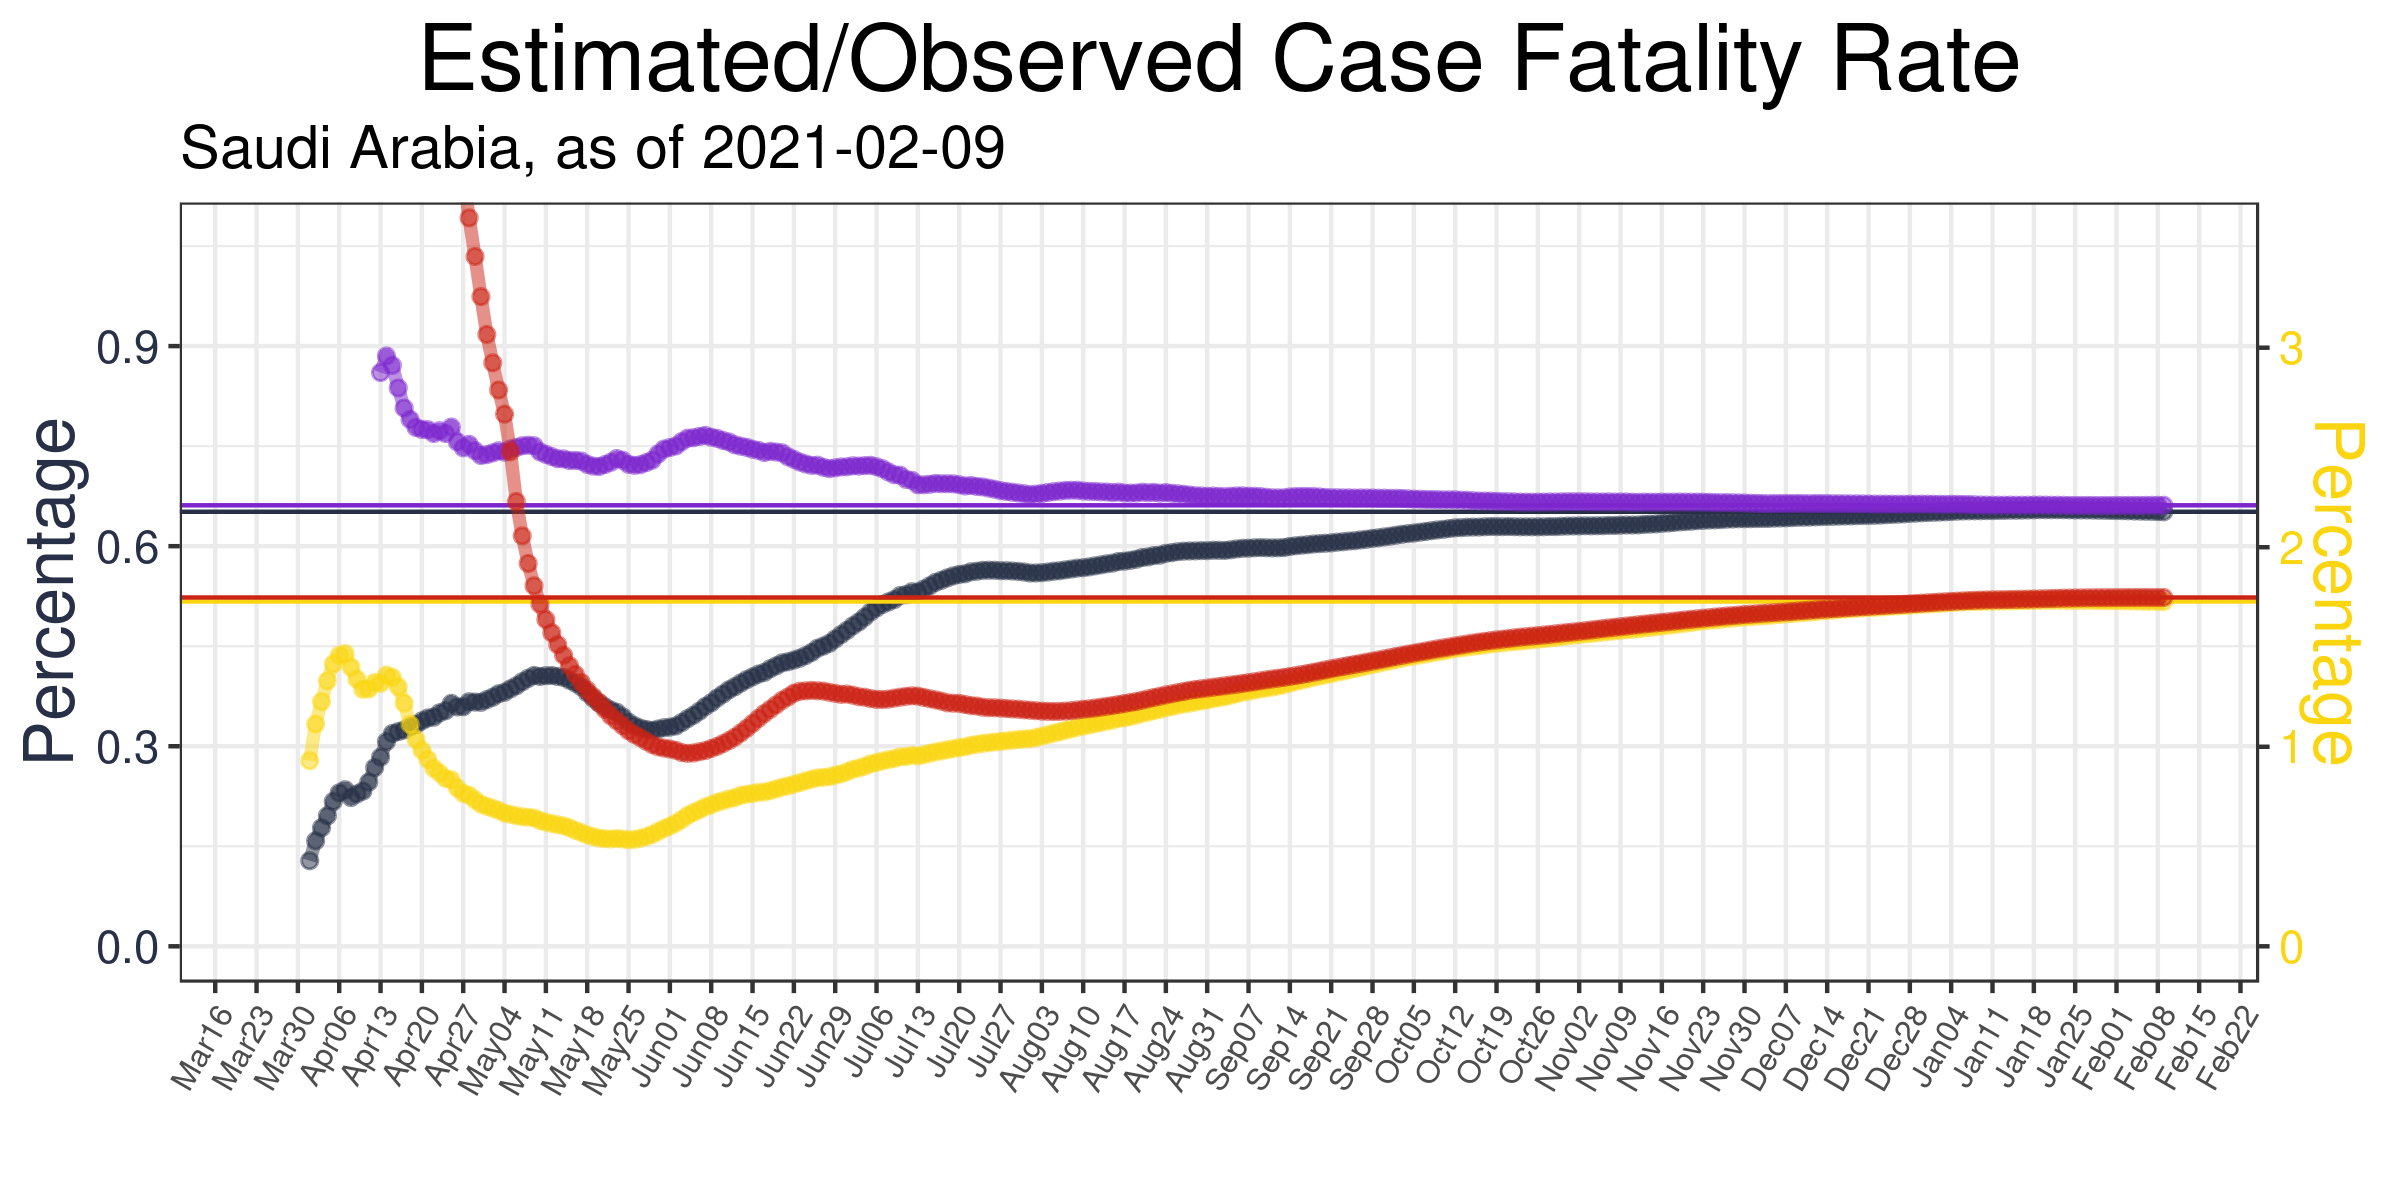 Estimated/Observed Case Fatality Rate
Saudi Arabia, as of 2021-02-09
Percentage
0.9
0.6
0.3
0.0
3
2
1
0
Percentage
Mar16
Mar23
Mar30
Apr06
Apr13
Apr20
Apr27
May04
May11
May18
May25
Jun01
Jun08
Jun15
Jun22
Jun29
Jul06
Jul13
Jul20
Jul27
Aug03
Aug10
Aug17
Aug24
Aug31
Sep07
Sep14
Sep21
Sep28
Oct05
Oct12
Oct19
Oct26
Nov02
Nov09
Nov16
Nov23
Nov30
Dec07
Dec14
Dec21
Dec28
Jan04
Jan11
Jan18
Jan25
Feb01
Feb08
Feb15
Feb22